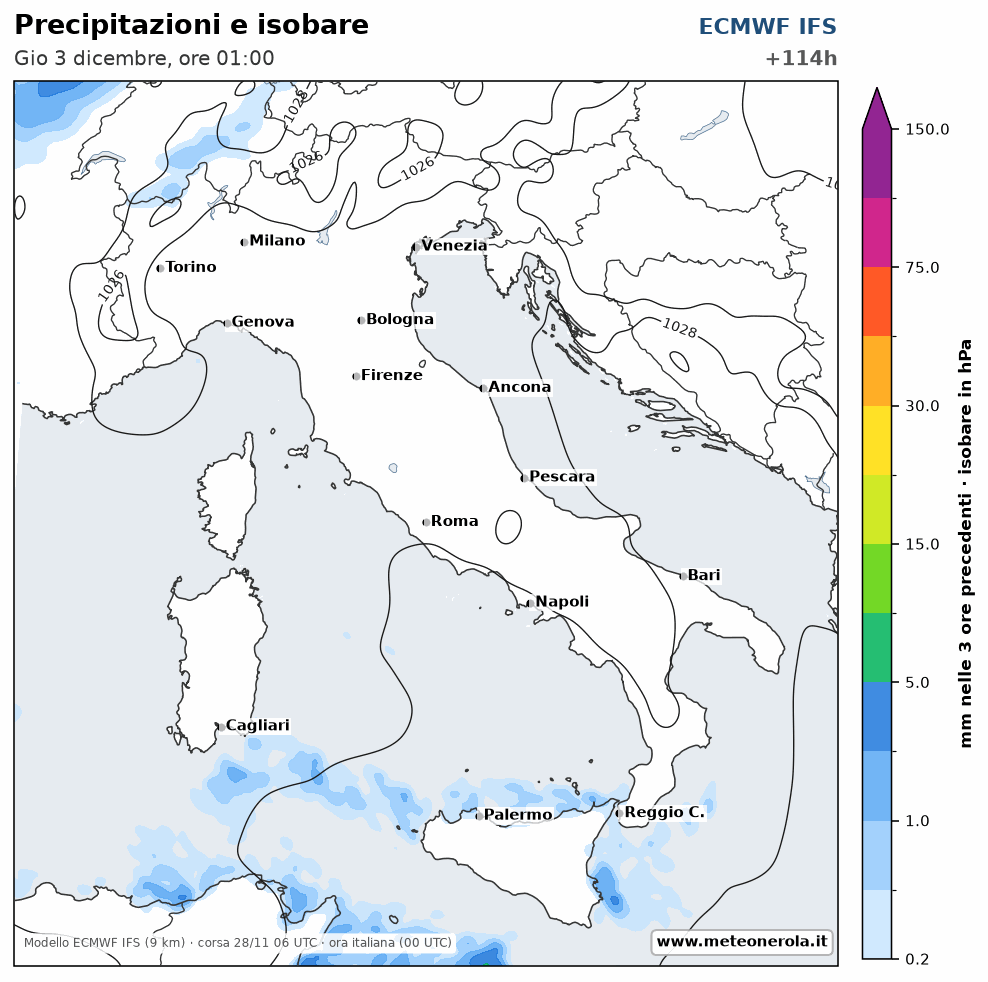 Precipitazioni e isobare
ECMWF IFS
Gio 3 dicembre, ore 01:00
+114h
1028
1026
1026
1026
1028
Milano
Venezia
Torino
Genova
Bologna
Firenze
Ancona
Pescara
Roma
Bari
Napoli
Cagliari
Palermo
Reggio C.
150.0
75.0
30.0
15.0
5.0
1.0
0.2
mm nelle 3 ore precedenti · isobare in hPa
Modello ECMWF IFS (9 km) · corsa 28/11 06 UTC · ora italiana (00 UTC)
www.meteonerola.it